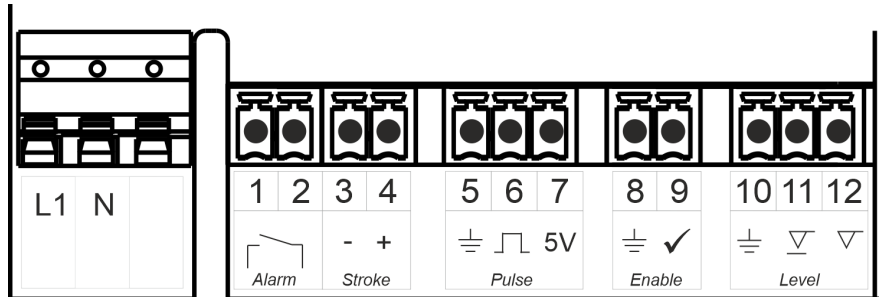 L1 N
1 2 3 4 5 6 7 8 9 10 11 12
- + 5V
Alarm Stroke Pulse Enable Level